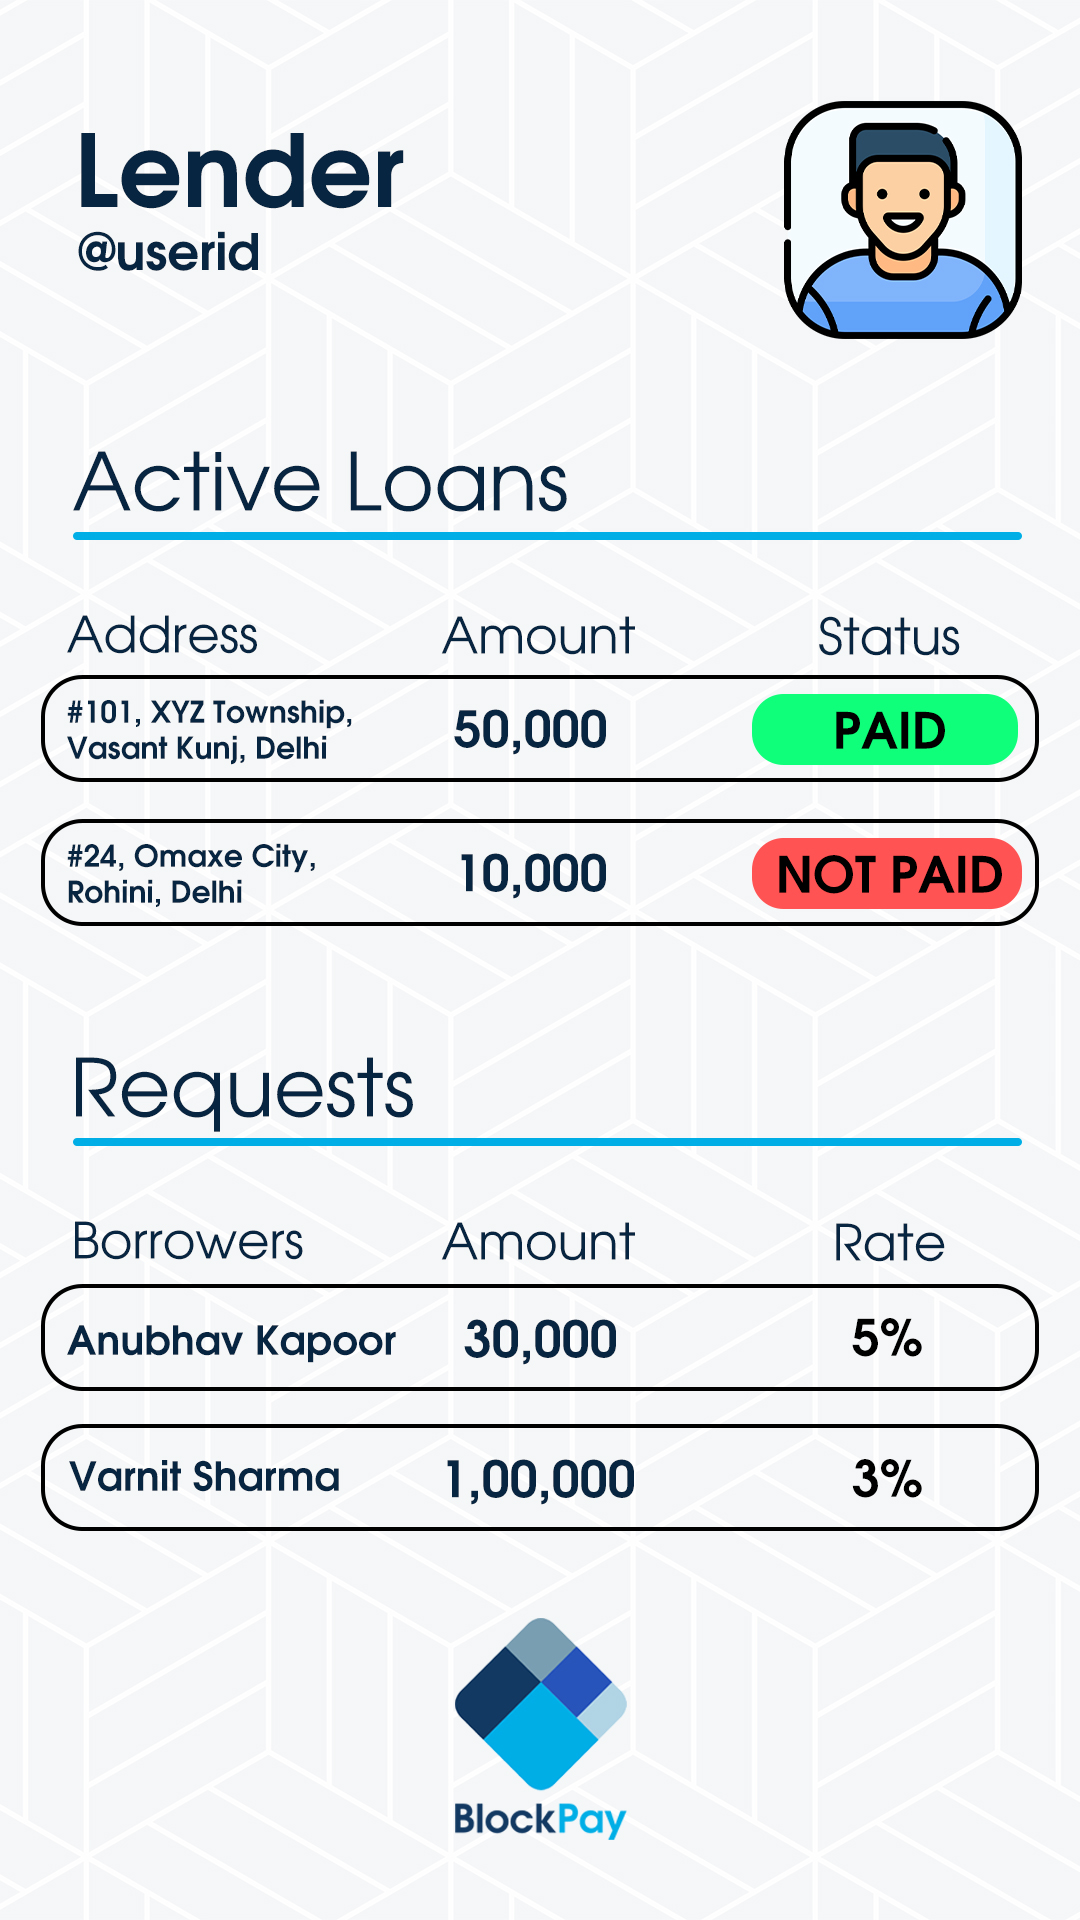 Lender
@userid
Active Loans
Address Amount Status
#101, XYZ Township,
Vasant Kunj, Delhi
50,000
PAID
#24, Omaxe City,
Rohini, Delhi
10,000
NOT PAID
Requests
Borrowers Amount Rate
Anubhav Kapoor 30,000 5%
Varnit Sharma 1,00,000 3%
BlockPay